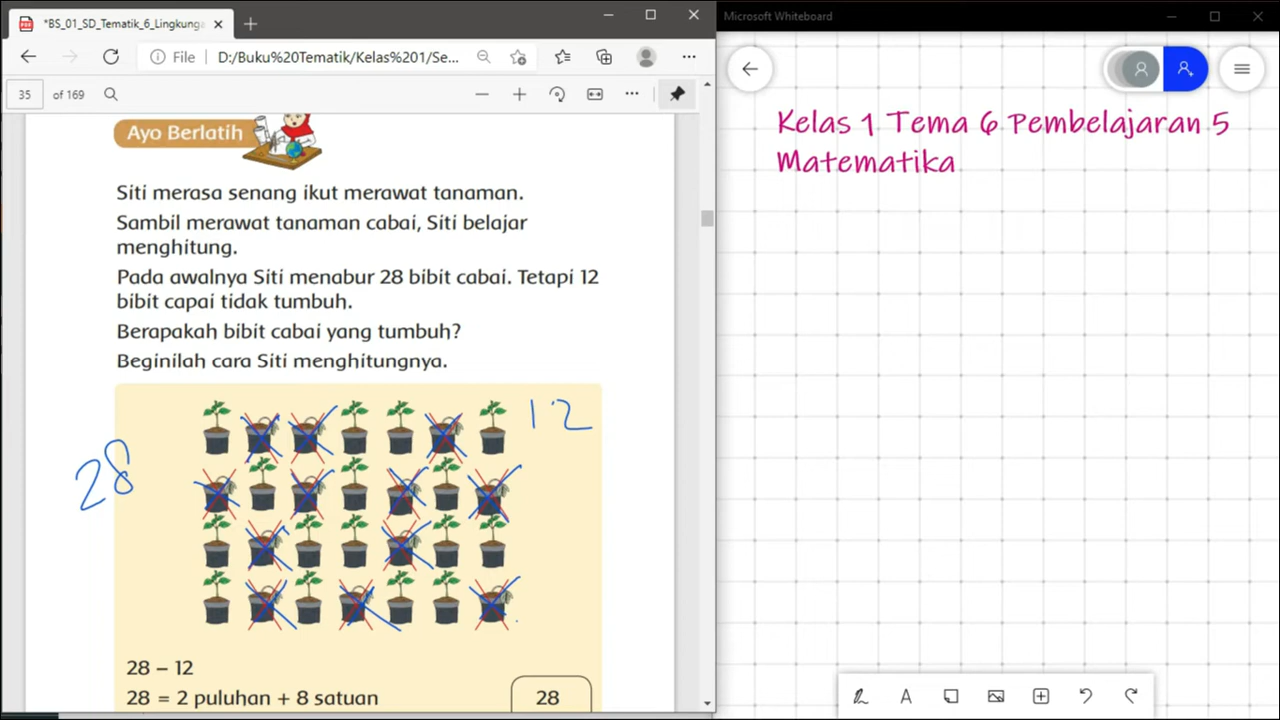 *BS_01_SD_Tematik_6_Lingkunga
Microsoft Whiteboard
File D:/Buku%20Tematik/Kelas%201/Se...
35 of 169
Ayo Berlatih
Siti merasa senang ikut merawat tanaman.
Sambil merawat tanaman cabai, Siti belajar
menghitung.
Pada awalnya Siti menabur 28 bibit cabai. Tetapi 12
bibit capai tidak tumbuh.
Berapakah bibit cabai yang tumbuh?
Beginilah cara Siti menghitungnya.
12
28
28 – 12
28 = 2 puluhan + 8 satuan
28
Kelas 1 Tema 6 Pembelajaran 5
Matematika